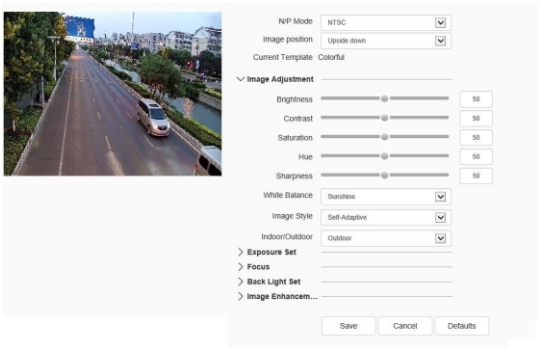 N/P Mode NTSC
Image position Upside down
Current Template Colorful
Image Adjustment
Brightness 50
Contrast 50
Saturation 50
Hue 50
Sharpness 50
White Balance Sunshine
Image Style Self-Adaptive
Indoor/Outdoor Outdoor
Exposure Set
Focus
Back Light Set
Image Enhancem...
Save Cancel Defaults